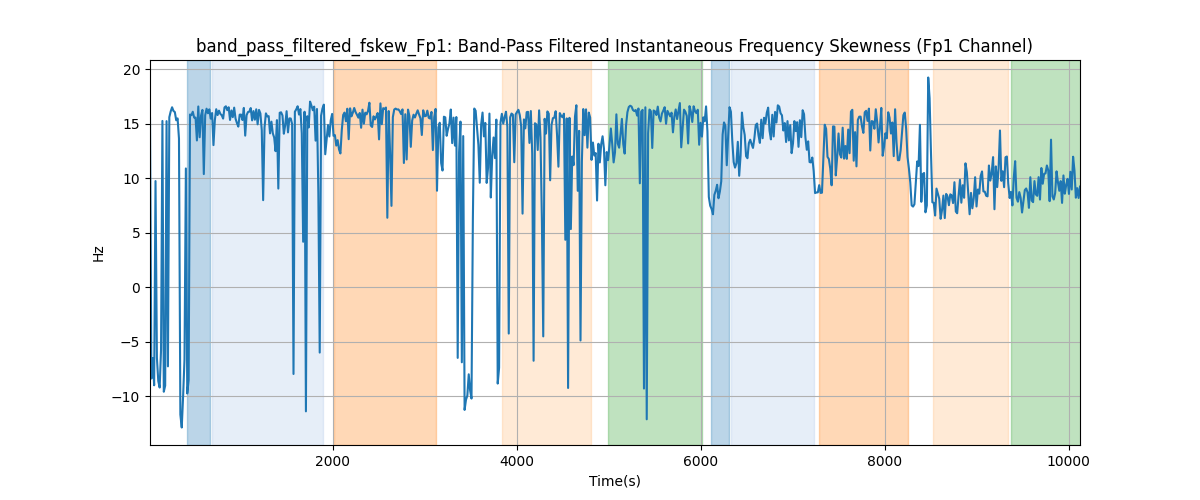 band_pass_filtered_fskew_Fp1: Band-Pass Filtered Instantaneous Frequency Skewness (Fp1 Channel)
20
15
10
5
0
−5
−10
Hz
2000 4000 6000 8000 10000
Time(s)